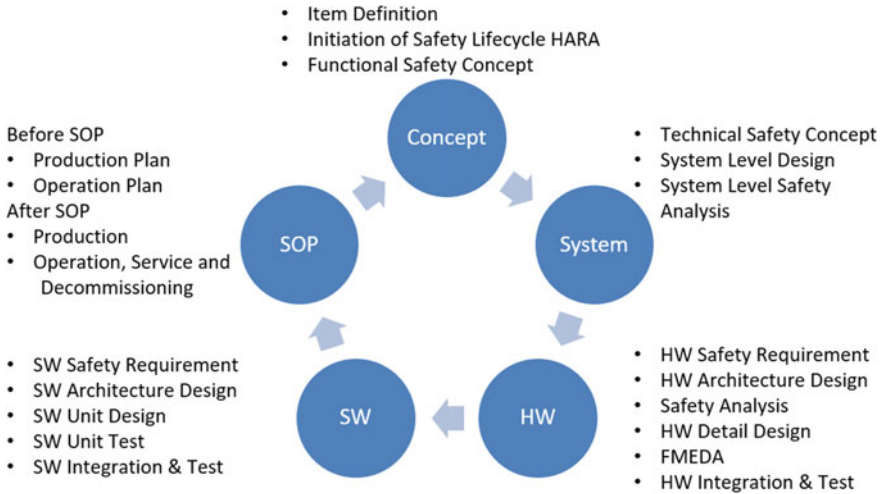 • Item Definition
• Initiation of Safety Lifecycle HARA
• Functional Safety Concept
Concept
• Technical Safety Concept
• System Level Design
• System Level Safety
Analysis
System
• HW Safety Requirement
• HW Architecture Design
• Safety Analysis
• HW Detail Design
• FMEDA
• HW Integration & Test
HW
SW
• SW Safety Requirement
• SW Architecture Design
• SW Unit Design
• SW Unit Test
• SW Integration & Test
SOP
Before SOP
• Production Plan
• Operation Plan
After SOP
• Production
• Operation, Service and
Decommissioning